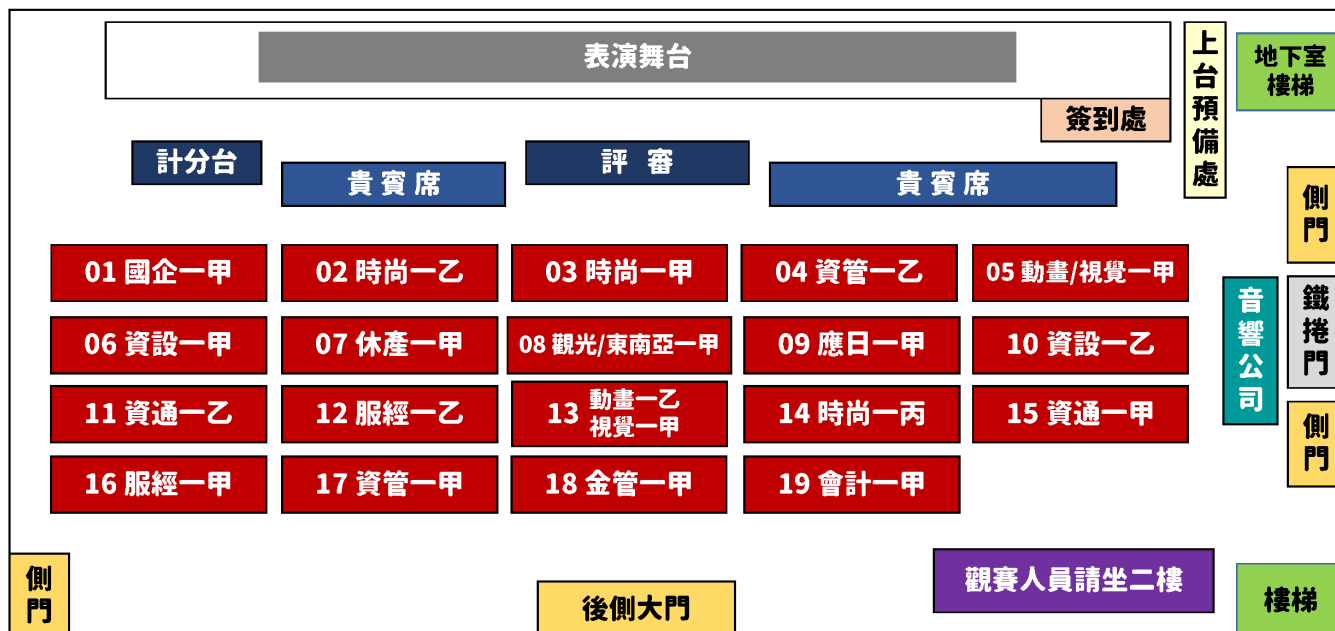 表演舞台
上台預備處
地下室
樓梯
簽到處
計分台
貴賓席
評審
貴賓席
側門
01 國企一甲
02 時尚一乙
03 時尚一甲
04 資管一乙
05 動畫/視覺一甲
音響公司
鐵捲門
06 資設一甲
07 休產一甲
08 觀光/東南亞一甲
09 應日一甲
10 資設一乙
11 資通一乙
12 服經一乙
13 動畫一乙
視覺一甲
14 時尚一丙
15 資通一甲
側門
16 服經一甲
17 資管一甲
18 金管一甲
19 會計一甲
側門
後側大門
觀賽人員請坐二樓
樓梯